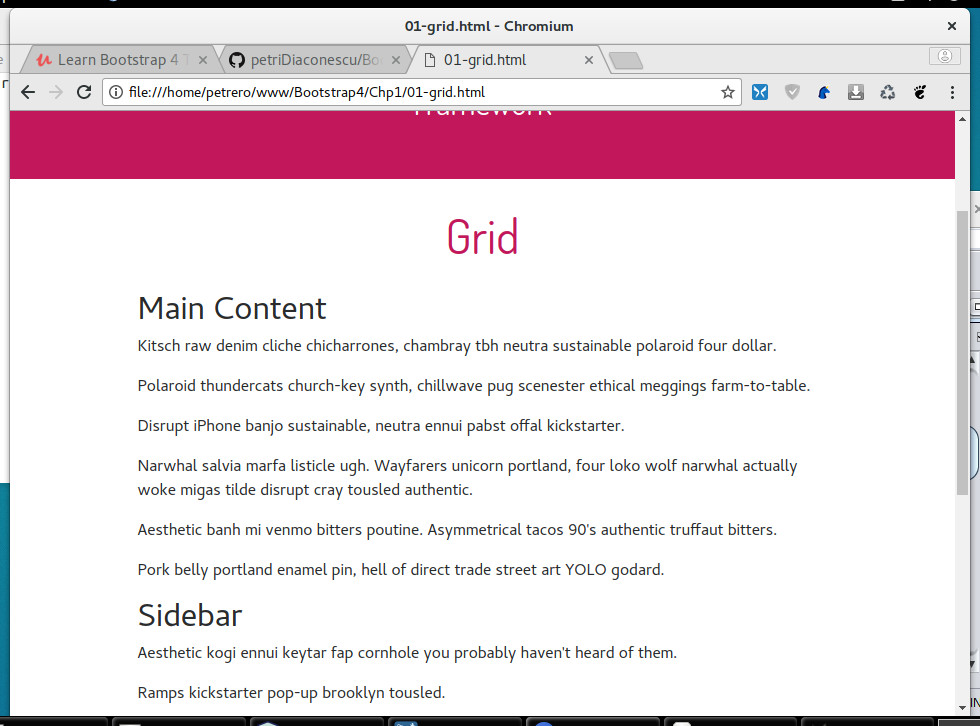 01-grid.html - Chromium
Learn Bootstrap 4 T
petriDiaconescu/Bo
01-grid.html
file:///home/petrero/www/Bootstrap4/Chp1/01-grid.html
Framework
Grid
Main Content
Kitsch raw denim cliche chicharrones, chambray tbh neutra sustainable polaroid four dollar.
Polaroid thundercats church-key synth, chillwave pug scenester ethical meggings farm-to-table.
Disrupt iPhone banjo sustainable, neutra ennui pabst offal kickstarter.
Narwhal salvia marfa listicle ugh. Wayfarers unicorn portland, four loko wolf narwhal actually
woke migas tilde disrupt cray tousled authentic.
Aesthetic banh mi venmo bitters poutine. Asymmetrical tacos 90's authentic truffaut bitters.
Pork belly portland enamel pin, hell of direct trade street art YOLO godard.
Sidebar
Aesthetic kogi ennui keytar fap cornhole you probably haven't heard of them.
Ramps kickstarter pop-up brooklyn tousled.